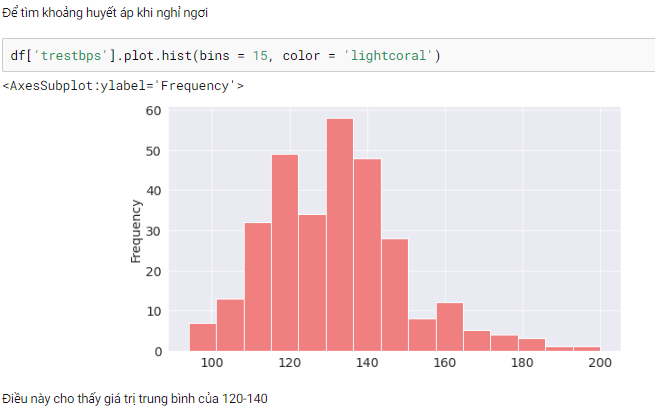 Để tìm khoảng huyết áp khi nghỉ ngơi
df['trestbps'].plot.hist(bins = 15, color = 'lightcoral')
<AxesSubplot:ylabel='Frequency'>
60
50
40
30
20
10
0
Frequency
100 120 140 160 180 200
Điều này cho thấy giá trị trung bình của 120-140